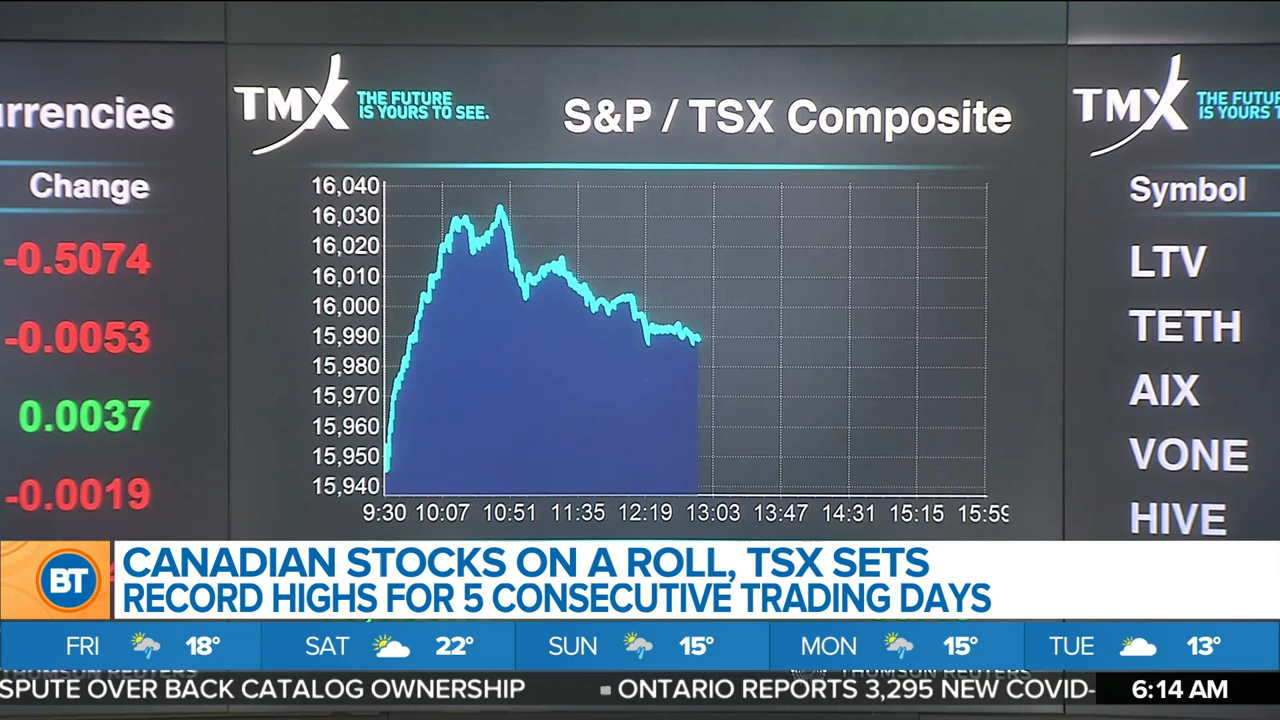 urrencies
Change
-0.5074
-0.0053
0.0037
-0.0019
TMX THE FUTURE
IS YOURS TO SEE.
S&P / TSX Composite
16,040
16,030
16,020
16,010
16,000
15,990
15,980
15,970
15,960
15,950
15,940
9:30 10:07 10:51 11:35 12:19 13:03 13:47 14:31 15:15 15:59
TMX THE FUTUR
IS YOURS T
Symbol
LTV
TETH
AIX
VONE
HIVE
BT
CANADIAN STOCKS ON A ROLL, TSX SETS
RECORD HIGHS FOR 5 CONSECUTIVE TRADING DAYS
FRI 18° SAT 22° SUN 15° MON 15° TUE 13°
THOMSON REUTERS THOMSON REUTERS
SPUTE OVER BACK CATALOG OWNERSHIP ▪ ONTARIO REPORTS 3,295 NEW COVID- 6:14 AM